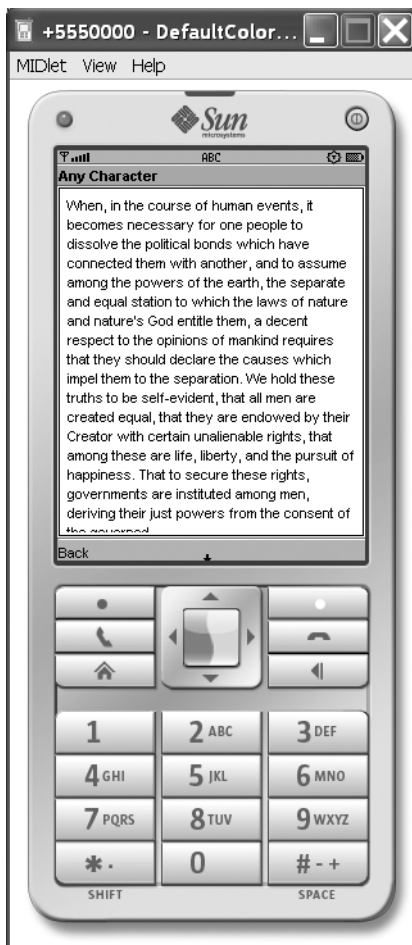 +5550000 - DefaultColor...
MIDlet View Help
Sun
microsystems
ABC
Any Character
When, in the course of human events, it
becomes necessary for one people to
dissolve the political bonds which have
connected them with another, and to assume
among the powers of the earth, the separate
and equal station to which the laws of nature
and nature's God entitle them, a decent
respect to the opinions of mankind requires
that they should declare the causes which
impel them to the separation. We hold these
truths to be self-evident, that all men are
created equal, that they are endowed by their
Creator with certain unalienable rights, that
among these are life, liberty, and the pursuit of
happiness. That to secure these rights,
governments are instituted among men,
deriving their just powers from the consent of
the governed
Back
1 2 ABC 3 DEF
4 GHI 5 JKL 6 MNO
7 PQRS 8 TUV 9 WXYZ
* . 0 # - +
SHIFT SPACE